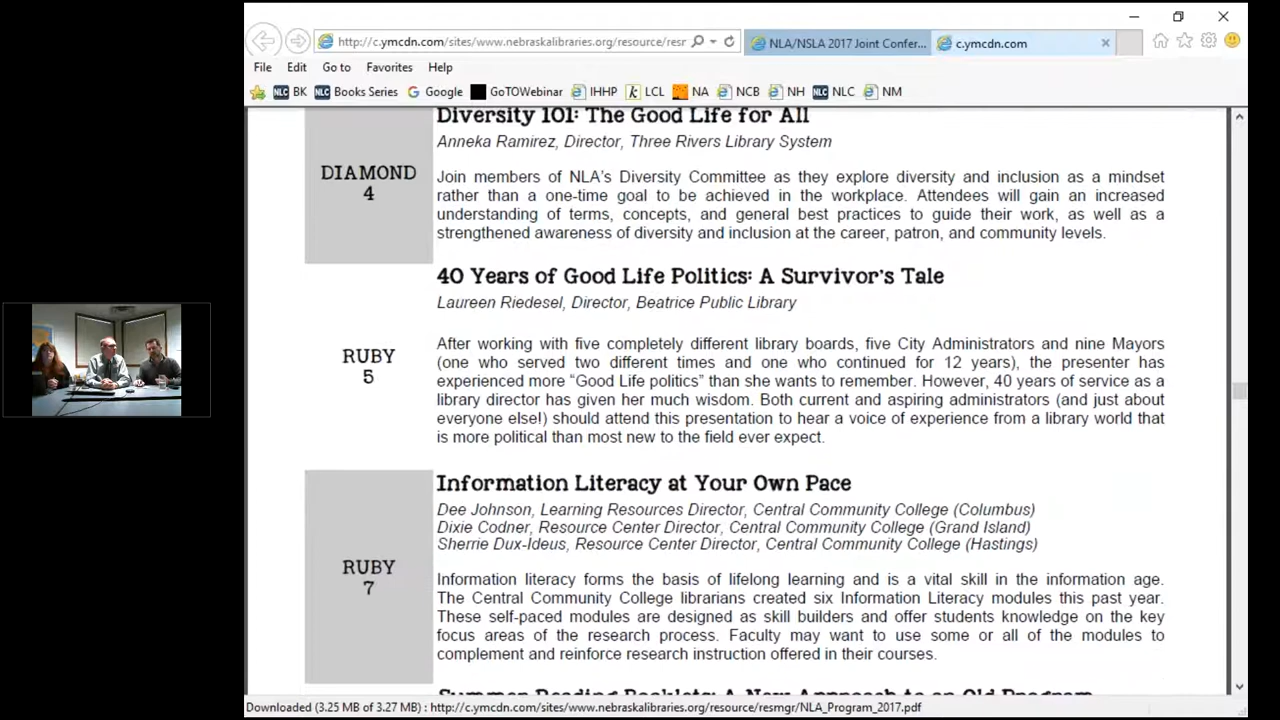 http://c.ymcdn.com/sites/www.nebraskalibraries.org/resource/resr
NLA/NSLA 2017 Joint Confer...
c.ymcdn.com
File Edit Go to Favorites Help
NLC BK NLC Books Series G Google GoTOWebinar IHHP k LCL NA NCB NH NLC NLC NM
Diversity 101: The Good Life for All
Anneka Ramirez, Director, Three Rivers Library System
DIAMOND
4
Join members of NLA's Diversity Committee as they explore diversity and inclusion as a mindset
rather than a one-time goal to be achieved in the workplace. Attendees will gain an increased
understanding of terms, concepts, and general best practices to guide their work, as well as a
strengthened awareness of diversity and inclusion at the career, patron, and community levels.
40 Years of Good Life Politics: A Survivor's Tale
Laureen Riedesel, Director, Beatrice Public Library
RUBY
5
After working with five completely different library boards, five City Administrators and nine Mayors
(one who served two different times and one who continued for 12 years), the presenter has
experienced more “Good Life politics” than she wants to remember. However, 40 years of service as a
library director has given her much wisdom. Both current and aspiring administrators (and just about
everyone else!) should attend this presentation to hear a voice of experience from a library world that
is more political than most new to the field ever expect.
Information Literacy at Your Own Pace
Dee Johnson, Learning Resources Director, Central Community College (Columbus)
Dixie Codner, Resource Center Director, Central Community College (Grand Island)
Sherrie Dux-Ideus, Resource Center Director, Central Community College (Hastings)
RUBY
7
Information literacy forms the basis of lifelong learning and is a vital skill in the information age.
The Central Community College librarians created six Information Literacy modules this past year.
These self-paced modules are designed as skill builders and offer students knowledge on the key
focus areas of the research process. Faculty may want to use some or all of the modules to
complement and reinforce research instruction offered in their courses.
Summer Reading Booklets: A New Approach to an Old Program
Downloaded (3.25 MB of 3.27 MB) : http://c.ymcdn.com/sites/www.nebraskalibraries.org/resource/resmgr/NLA_Program_2017.pdf